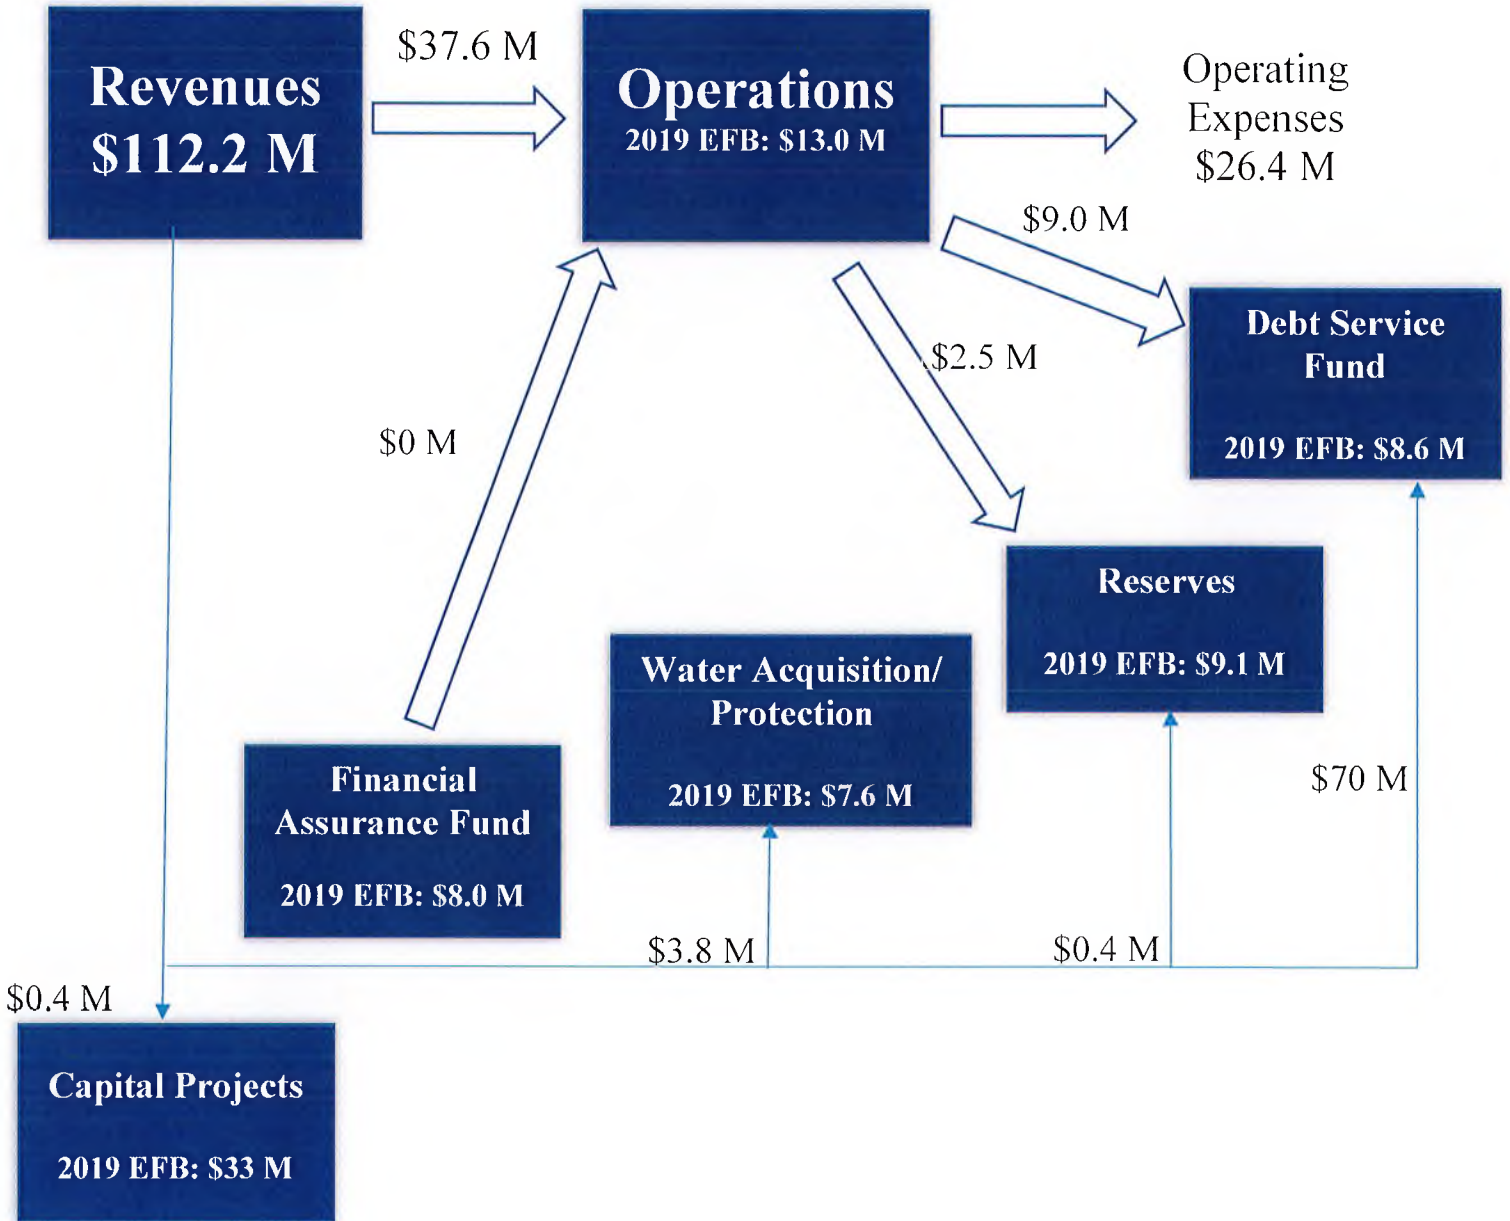 Revenues
$112.2 M
$37.6 M
Operations
2019 EFB: $13.0 M
Operating
Expenses
$26.4 M
$9.0 M
Debt Service
Fund
2019 EFB: $8.6 M
$2.5 M
$0 M
Reserves
2019 EFB: $9.1 M
Water Acquisition/
Protection
2019 EFB: $7.6 M
Financial
Assurance Fund
2019 EFB: $8.0 M
$70 M
$3.8 M
$0.4 M
$0.4 M
Capital Projects
2019 EFB: $33 M